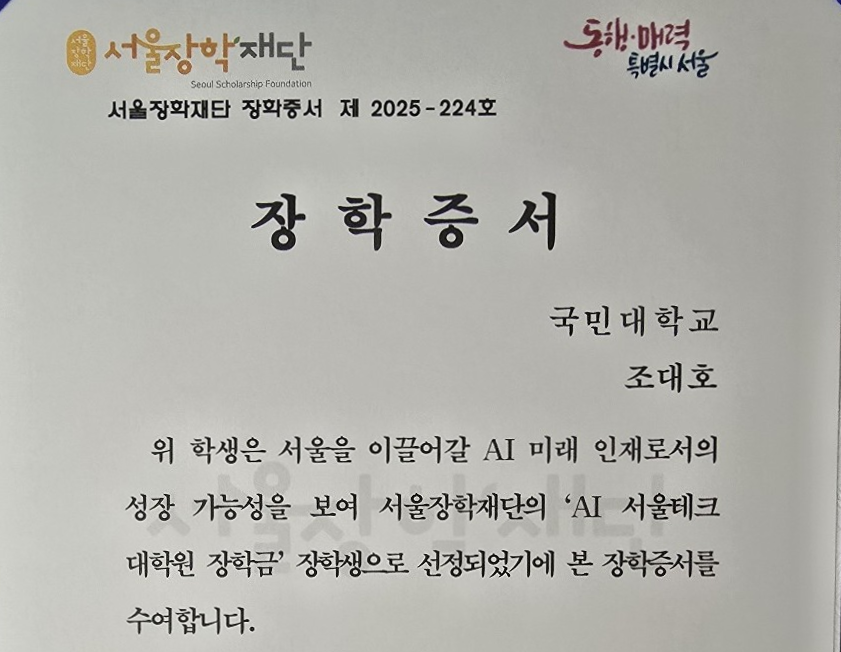 서울
장학
재단
서울장학재단
Seoul Scholarship Foundation
동행·매력
특별시 서울
서울장학재단 장학증서 제 2025-224호
장학증서
국민대학교
조대호
위 학생은 서울을 이끌어갈 AI 미래 인재로서의
성장 가능성을 보여 서울장학재단의 ‘AI 서울테크
대학원 장학금’ 장학생으로 선정되었기에 본 장학증서를
수여합니다.